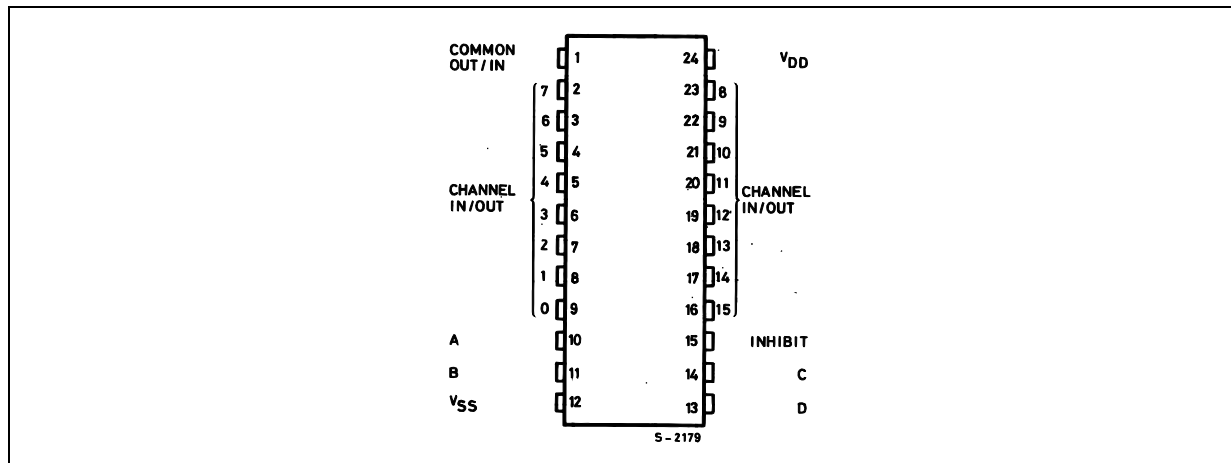 COMMON
OUT/IN 1 24 VDD
7 2 23 8
6 3 22 9
5 4 21 10
4 5 20 11
CHANNEL
IN/OUT
CHANNEL
IN/OUT
3 6 19 12
2 7 18 13
1 8 17 14
0 9 16 15
A 10 15 INHIBIT
B 11 14 C
VSS 12 13 D
S-2179